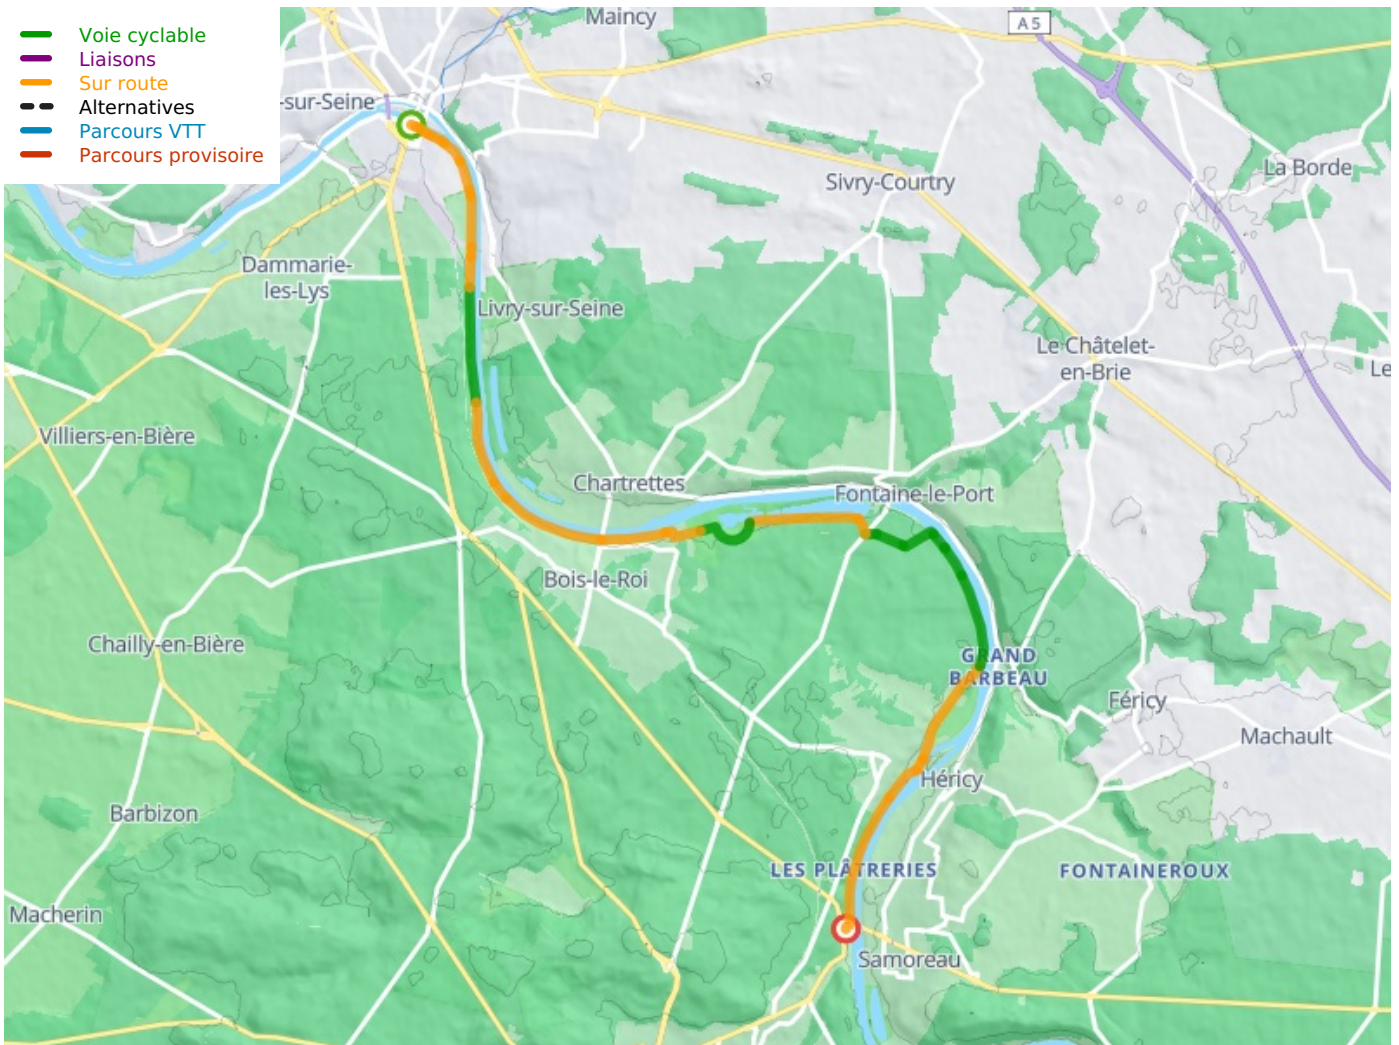 Voie cyclable
Liaisons
Sur route
Alternatives
Parcours VTT
Parcours provisoire
Maincy
A 5
-sur-Seine
La Borde
Sivry-Courtry
Dammarie-
les-Lys
Livry-sur-Seine
Le Châtelet-
en-Brie
Le
Villiers-en-Bière
Chartrettes
Fontaine-le-Port
Bois-le-Roi
Chailly-en-Bière
GRAND
BARBEAU
Féricy
Machault
Héricy
Barbizon
LES PLÂTRERIES
FONTAINEROUX
Macherin
Samoreau